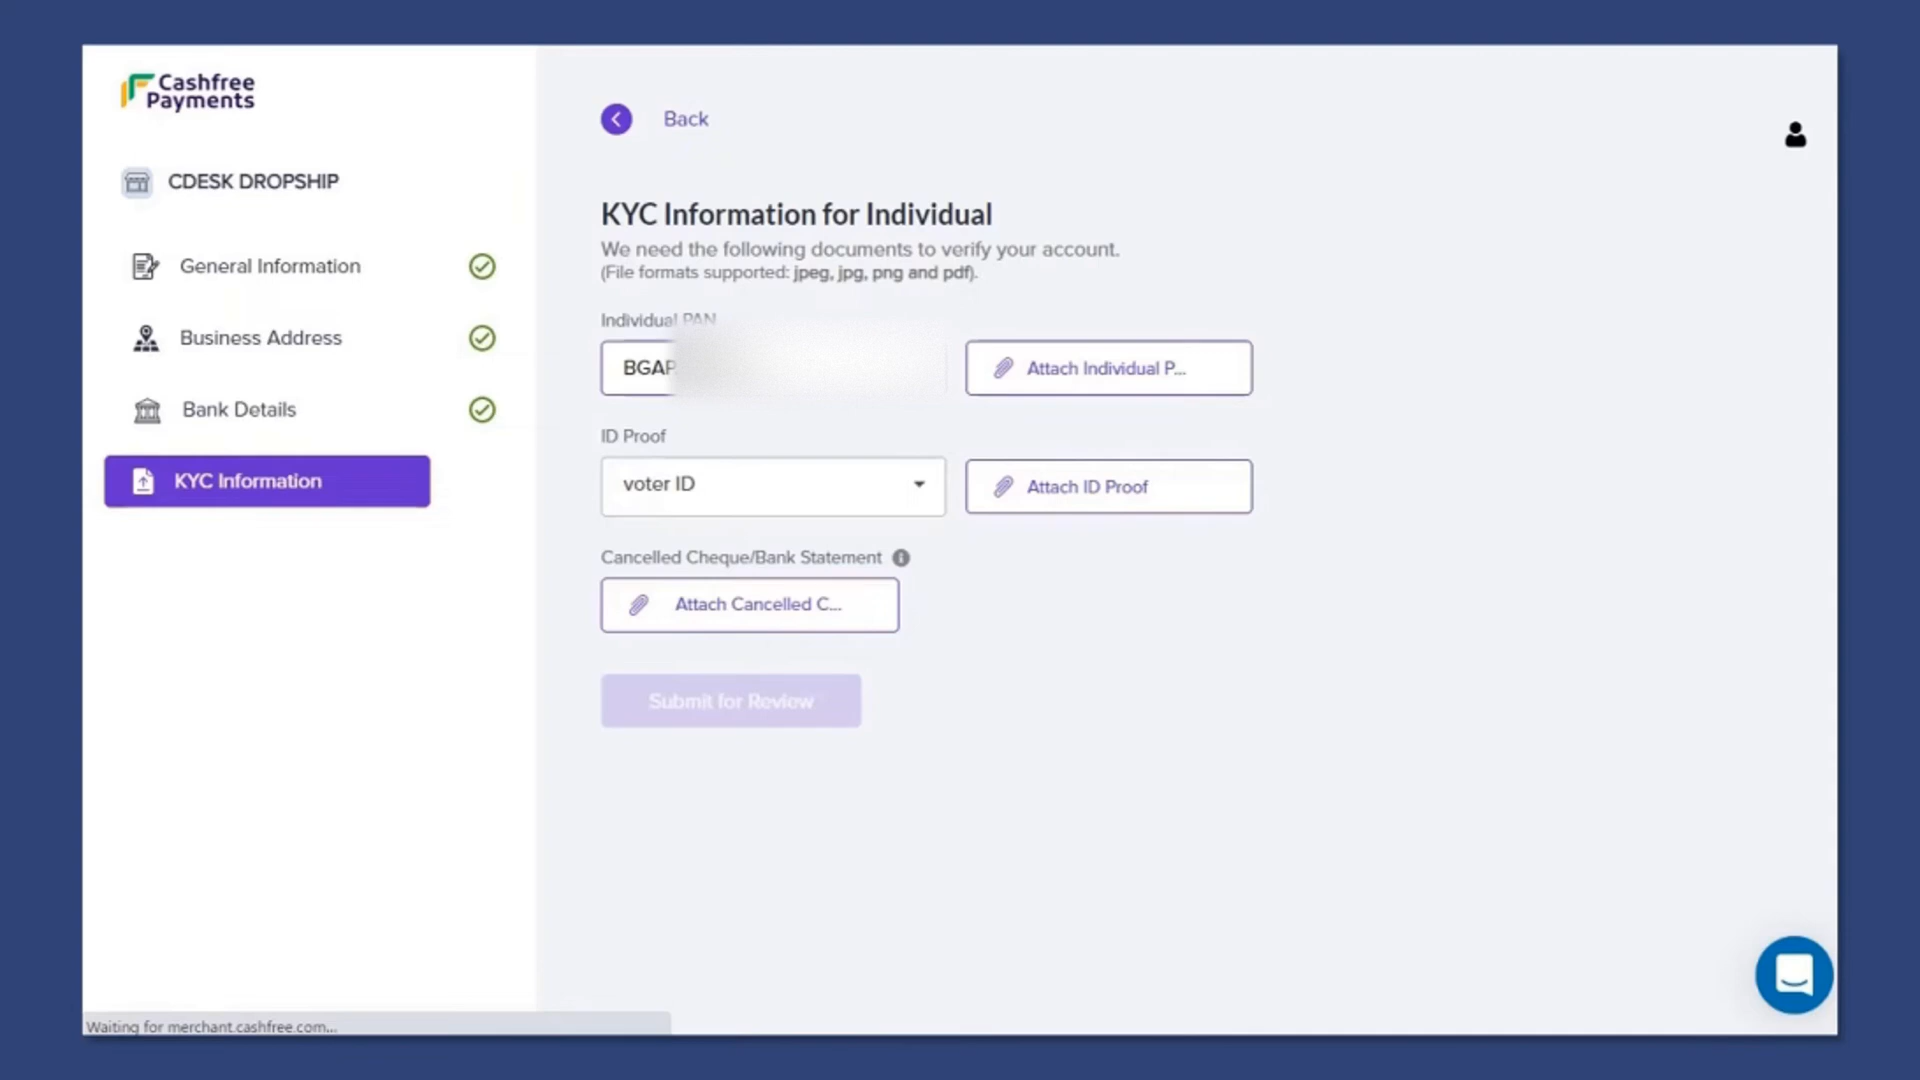 Cashfree
Payments
CDESK DROPSHIP
General Information
Business Address
Bank Details
KYC Information
Back
KYC Information for Individual
We need the following documents to verify your account.
(File formats supported: jpeg, jpg, png and pdf).
Individual PAN
BGAP
Attach Individual P...
ID Proof
voter ID
Attach ID Proof
Cancelled Cheque/Bank Statement
Attach Cancelled C...
Submit for Review
Waiting for merchant.cashfree.com...